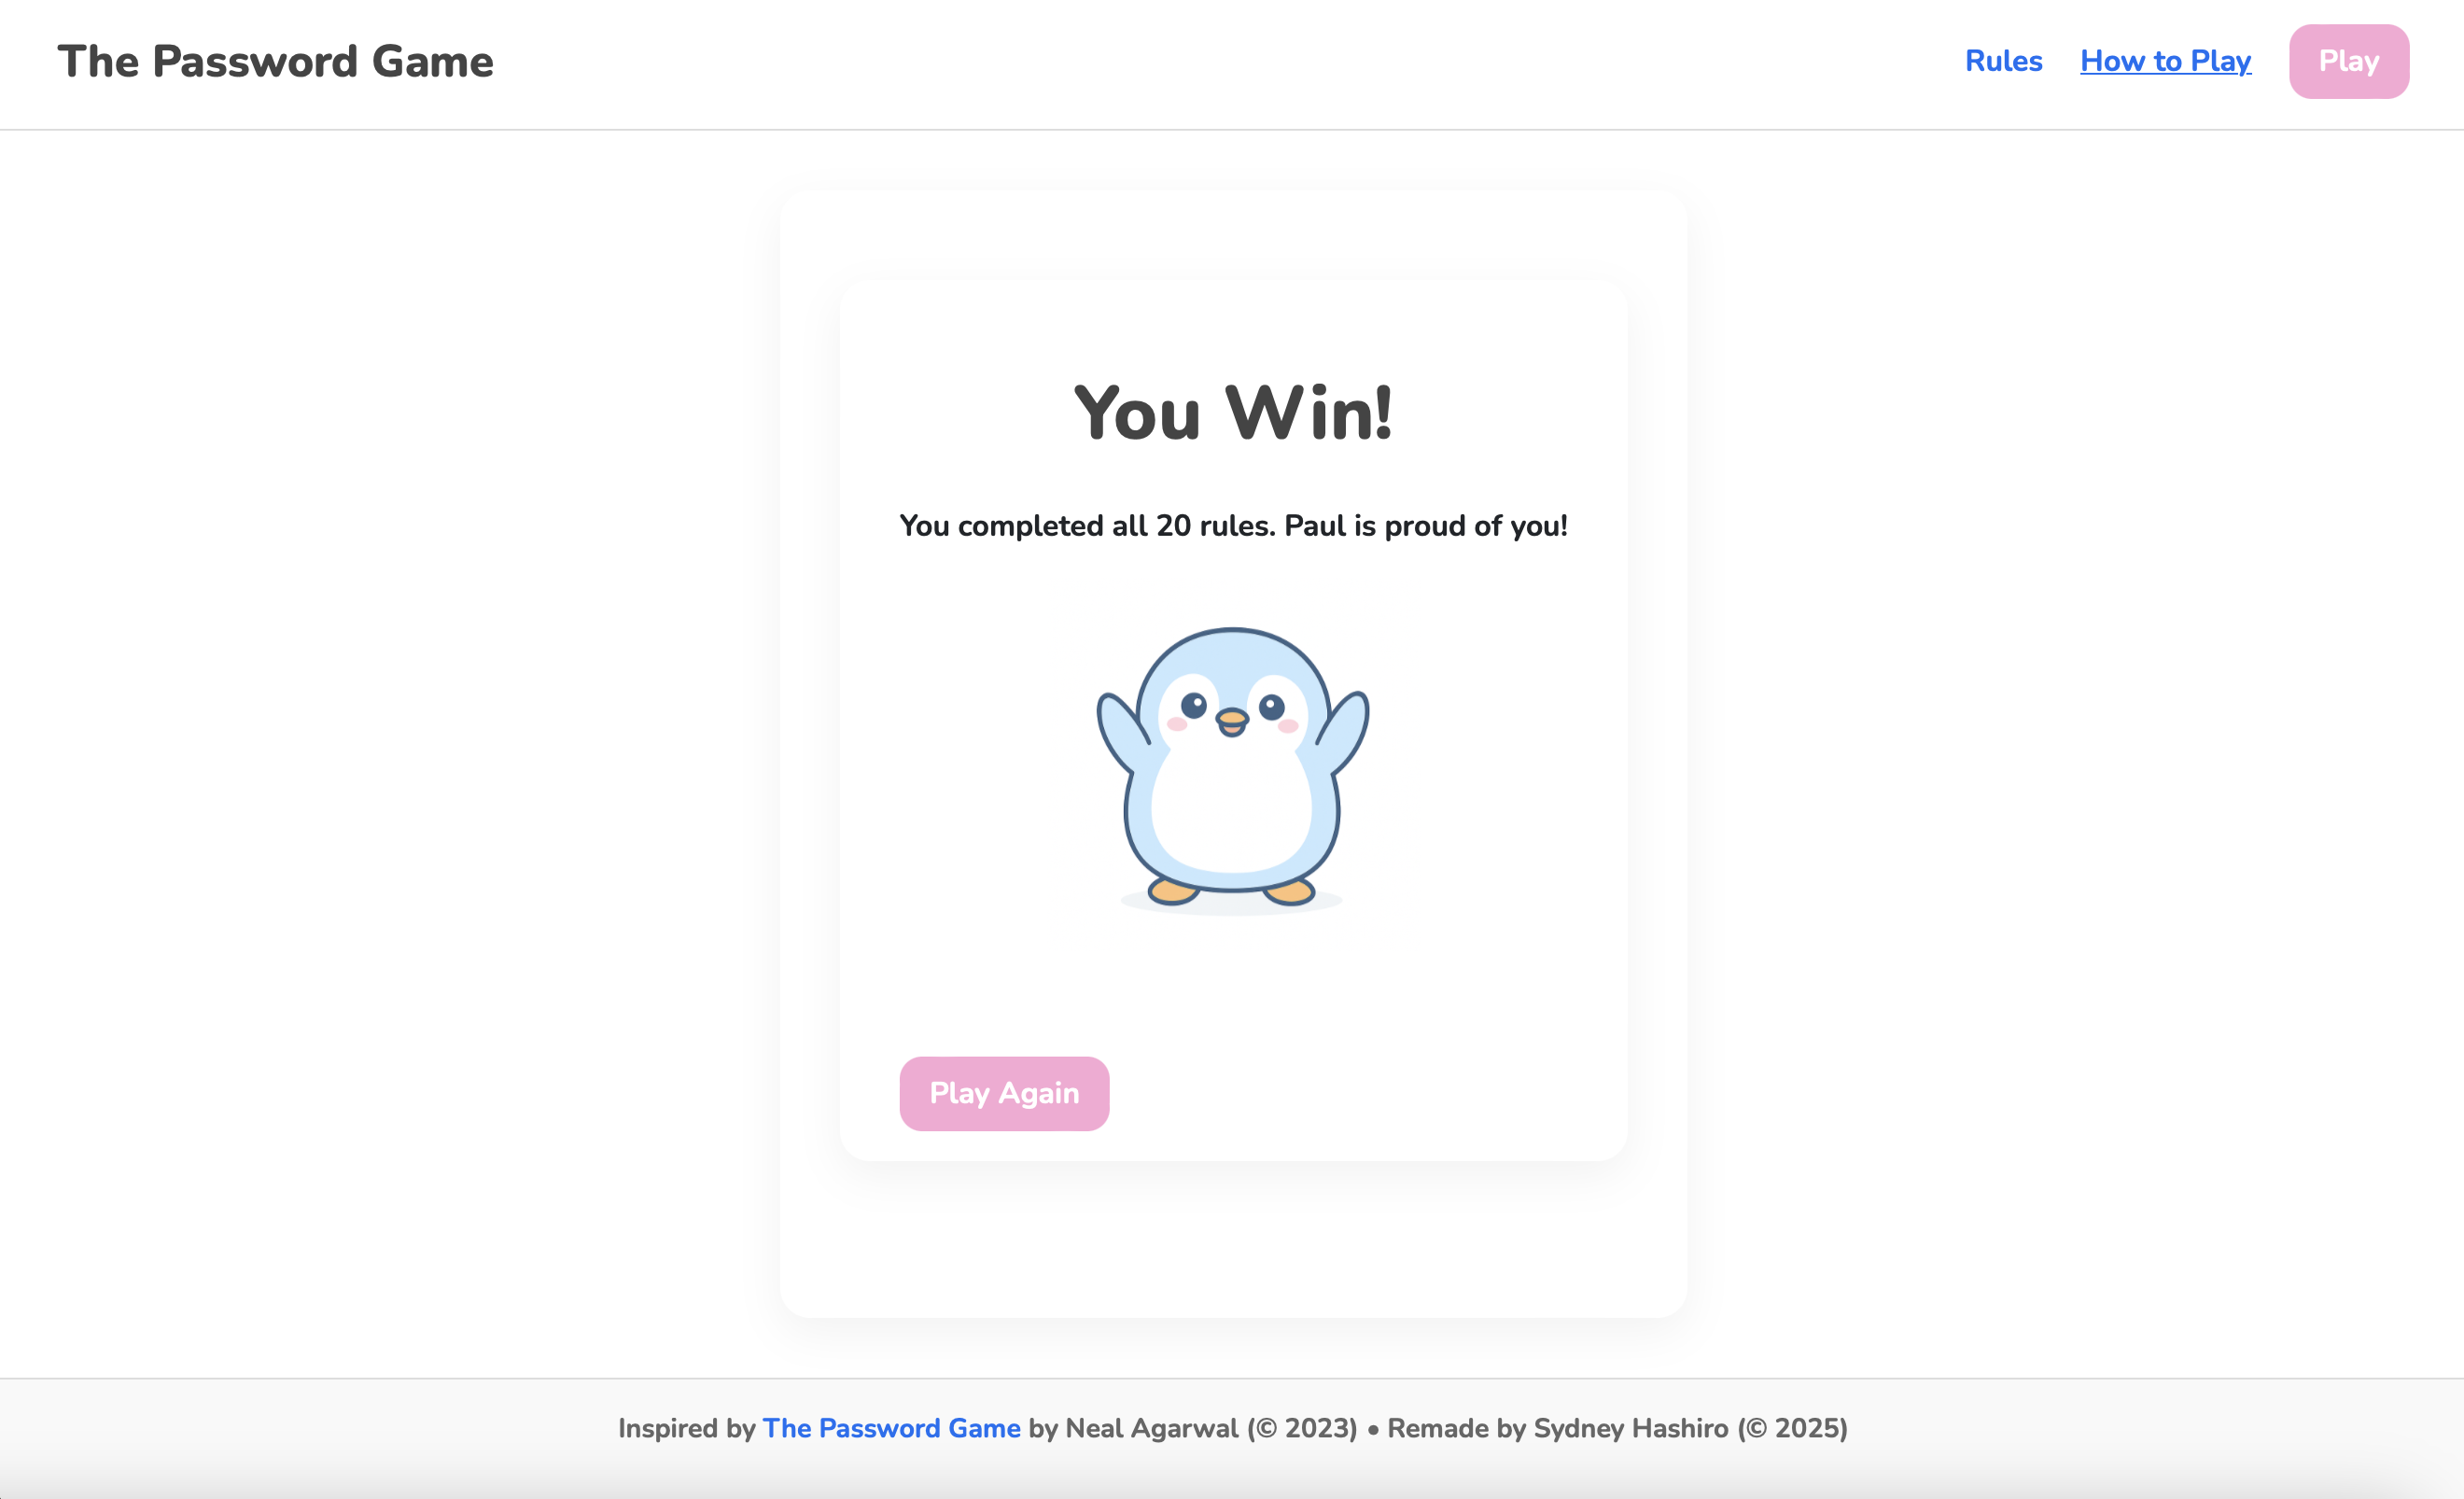 The Password Game
Rules
How to Play
Play
You Win!
You completed all 20 rules. Paul is proud of you!
Play Again
Inspired by The Password Game by Neal Agarwal (© 2023) • Remade by Sydney Hashiro (© 2025)